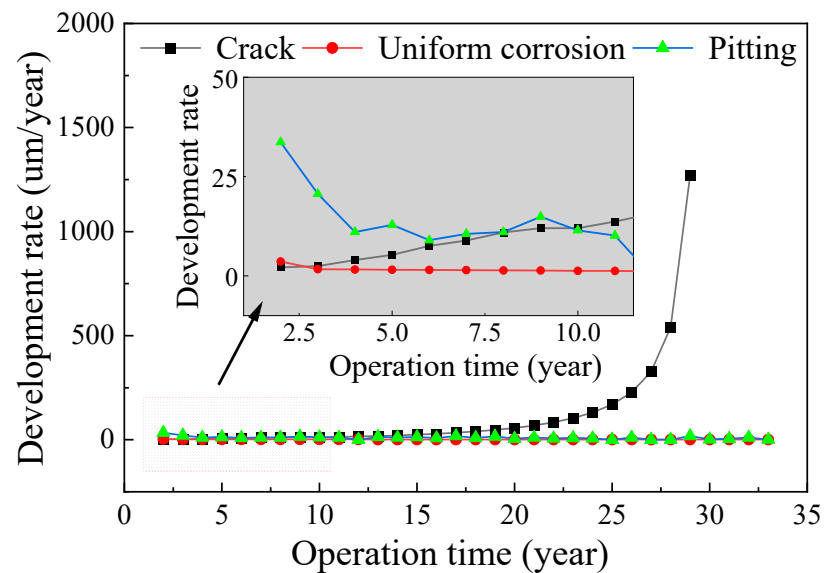 2000
1500
1000
500
0
Development rate (um/year)
Crack Uniform corrosion Pitting
50
25
0
Development rate
2.5 5.0 7.5 10.0
Operation time (year)
0 5 10 15 20 25 30 35
Operation time (year)